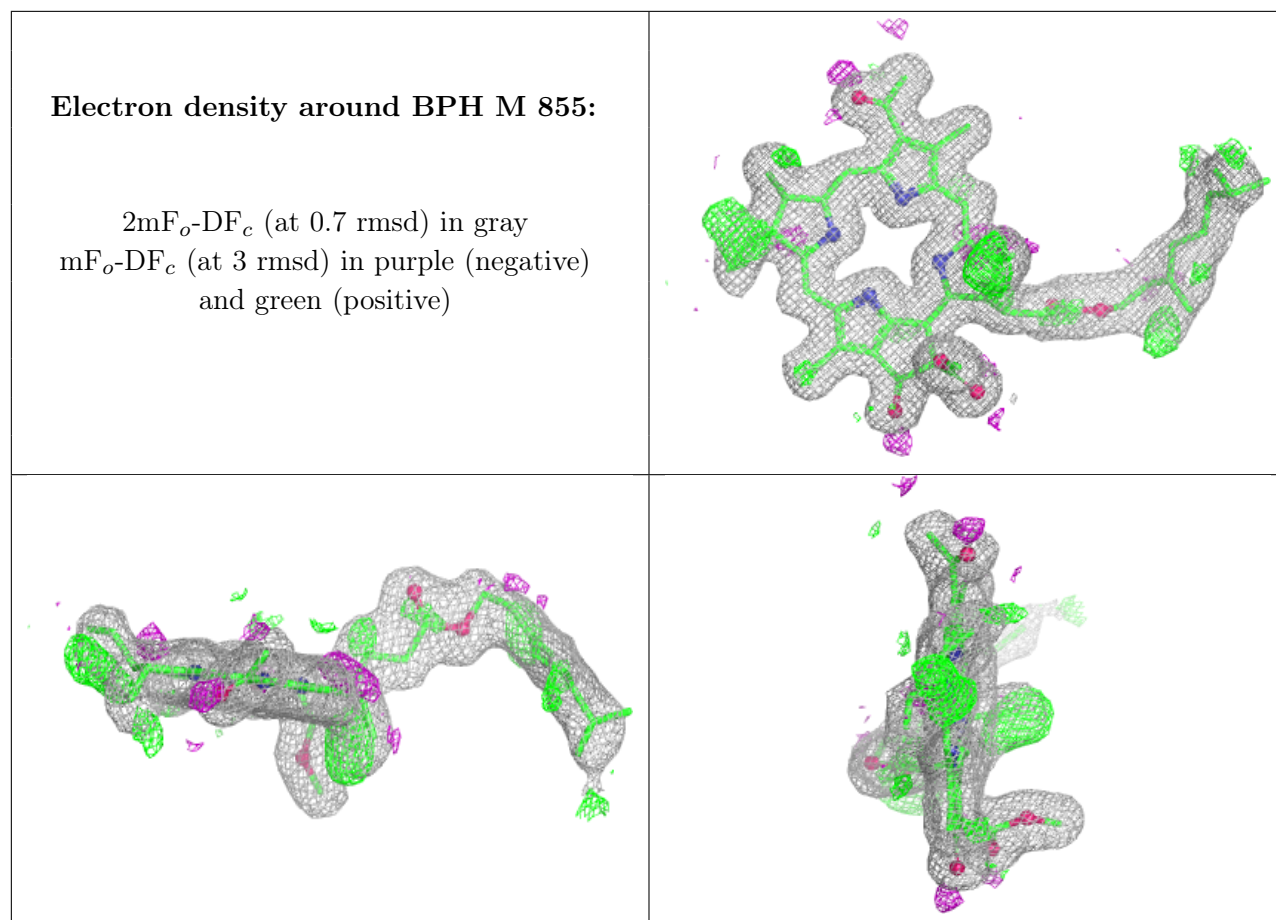 Electron density around BPH M 855:
2mFo-DFc (at 0.7 rmsd) in gray
mFo-DFc (at 3 rmsd) in purple (negative)
and green (positive)